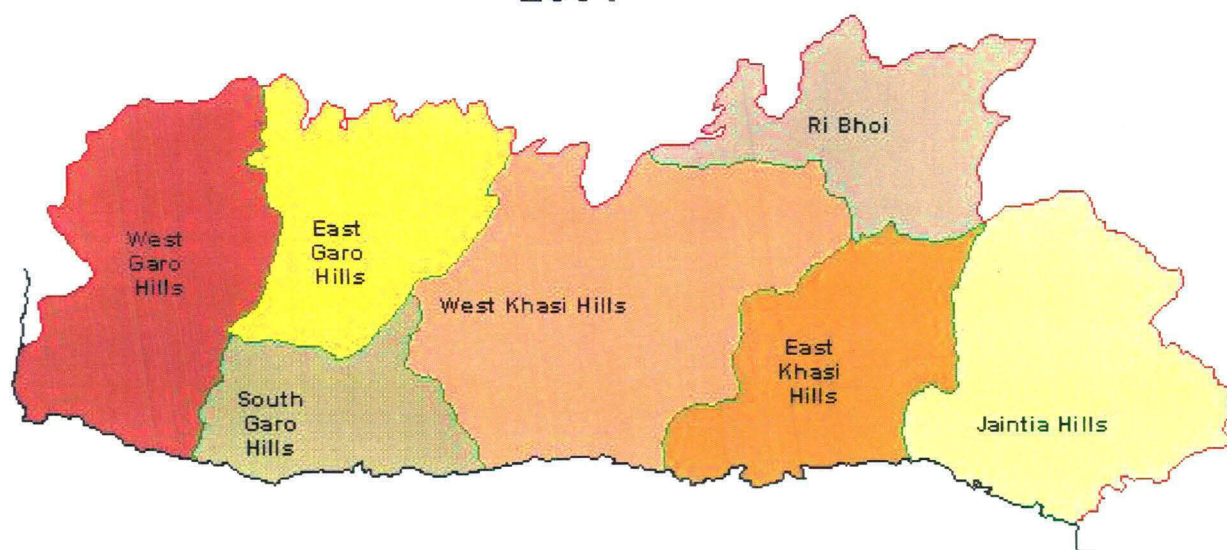 Ri Bhoi
West
Garo
Hills
East
Garo
Hills
West Khasi Hills
East
Khasi
Hills
South
Garo
Hills
Jaintia Hills